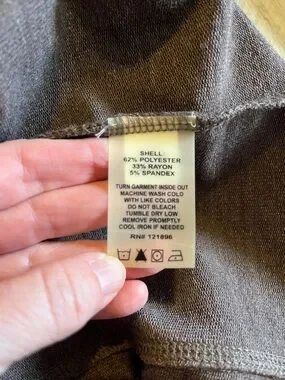 SHELL:
62% POLYESTER
33% RAYON
5% SPANDEX
TURN GARMENT INSIDE OUT
MACHINE WASH COLD
WITH LIKE COLORS
DO NOT BLEACH
TUMBLE DRY LOW
REMOVE PROMPTLY
COOL IRON IF NEEDED
RN# 121896